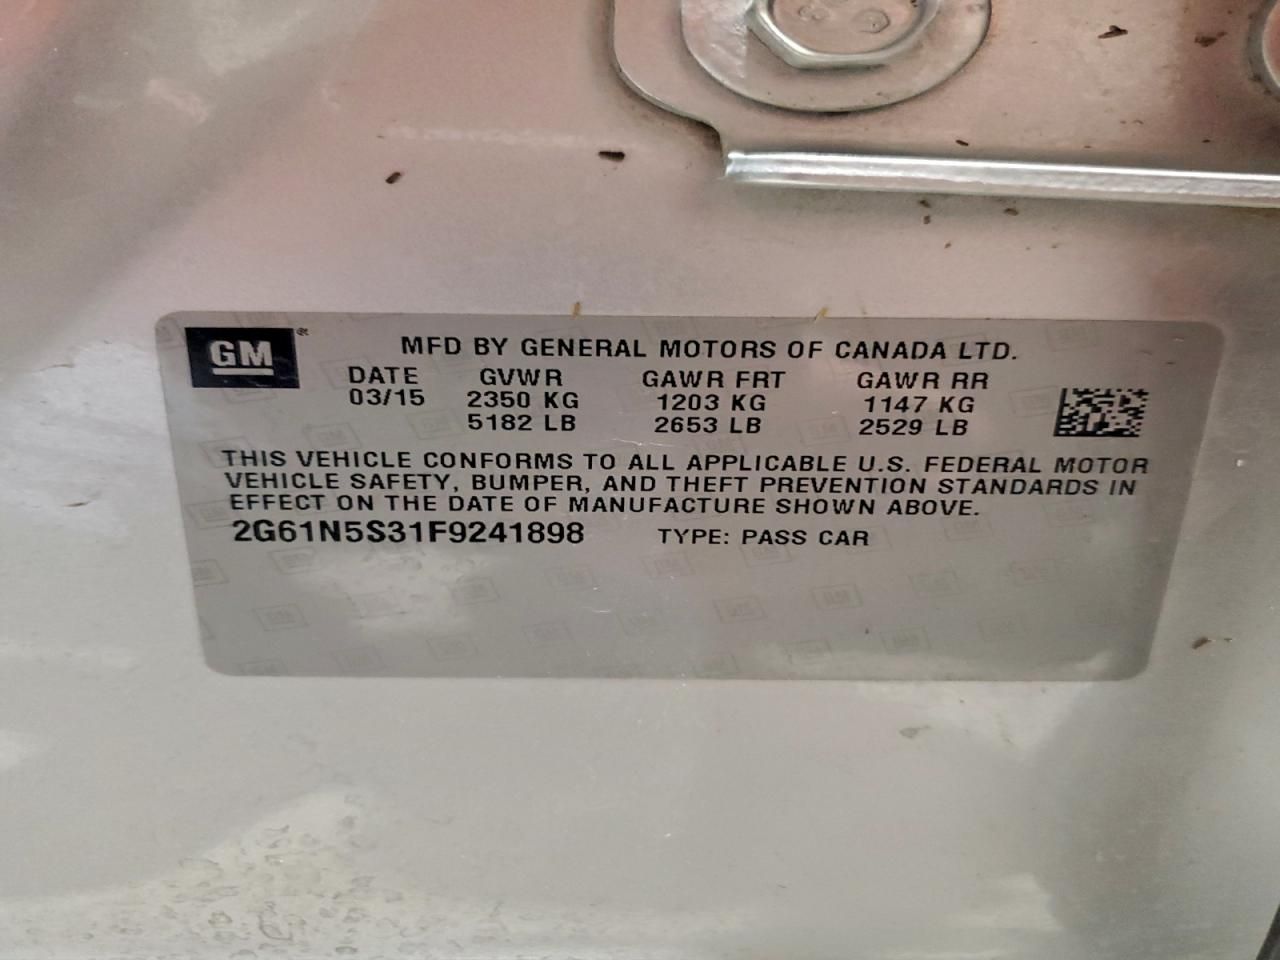 GM
MFD BY GENERAL MOTORS OF CANADA LTD.
DATE GVWR GAWR FRT GAWR RR
03/15 2350 KG 1203 KG 1147 KG
5182 LB 2653 LB 2529 LB
THIS VEHICLE CONFORMS TO ALL APPLICABLE U.S. FEDERAL MOTOR
VEHICLE SAFETY, BUMPER, AND THEFT PREVENTION STANDARDS IN
EFFECT ON THE DATE OF MANUFACTURE SHOWN ABOVE.
2G61N5S31F9241898 TYPE: PASS CAR